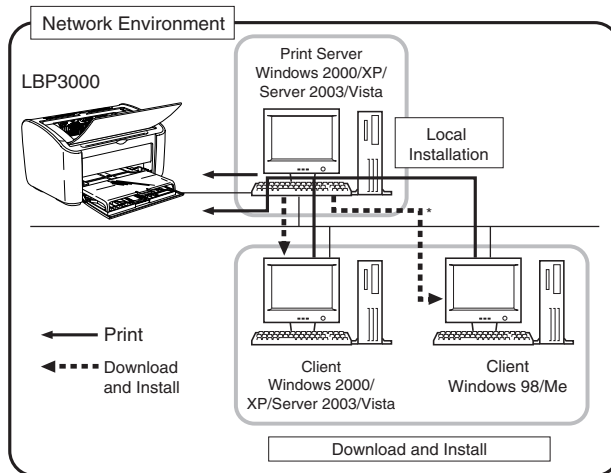 Network Environment
LBP3000
Print Server
Windows 2000/XP/
Server 2003/Vista
Local
Installation
*
Print
Download
and Install
Client
Windows 2000/
XP/Server 2003/Vista
Client
Windows 98/Me
Download and Install